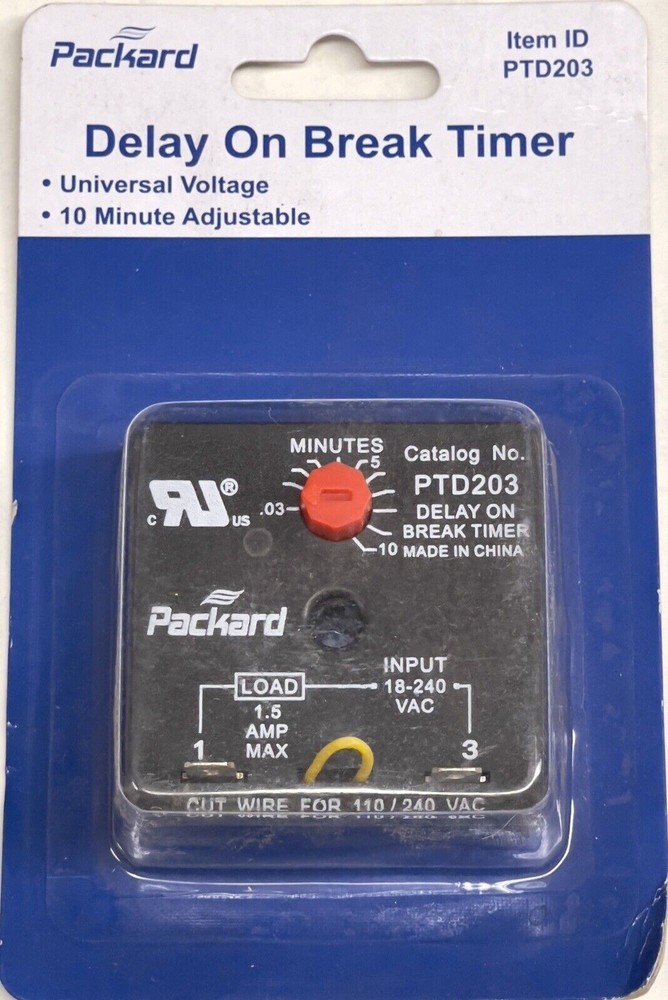 Packard
Item ID
PTD203
Delay On Break Timer
• Universal Voltage
• 10 Minute Adjustable
MINUTES
5
.03
10
Catalog No.
PTD203
DELAY ON
BREAK TIMER
MADE IN CHINA
C RU ® US
Packard
LOAD
1.5
AMP
MAX
INPUT
18-240
VAC
1
3
CUT WIRE FOR 110/240 VAC